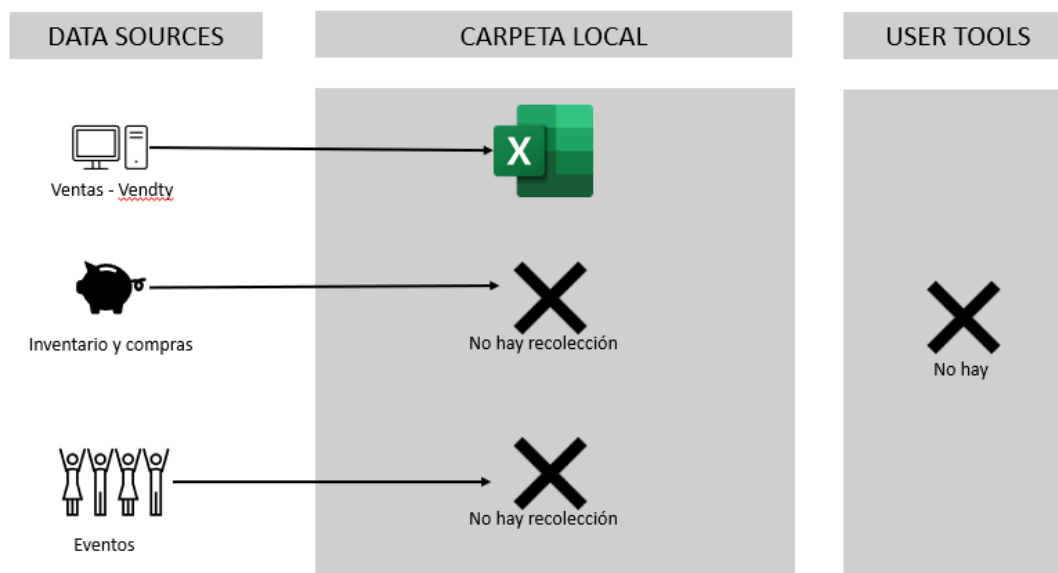 DATA SOURCES
CARPETA LOCAL
USER TOOLS
X
Ventas - Vendty
Inventario y compras
No hay recolección
No hay
Eventos
No hay recolección